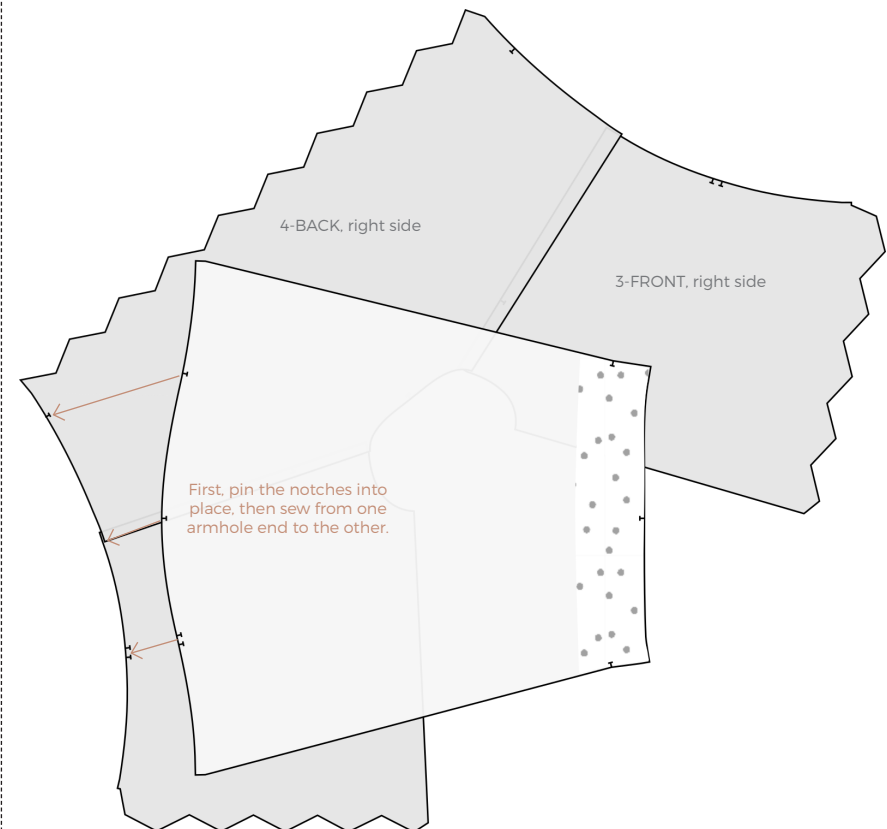 4-BACK, right side
3-FRONT, right side
First, pin the notches into
place, then sew from one
armhole end to the other.